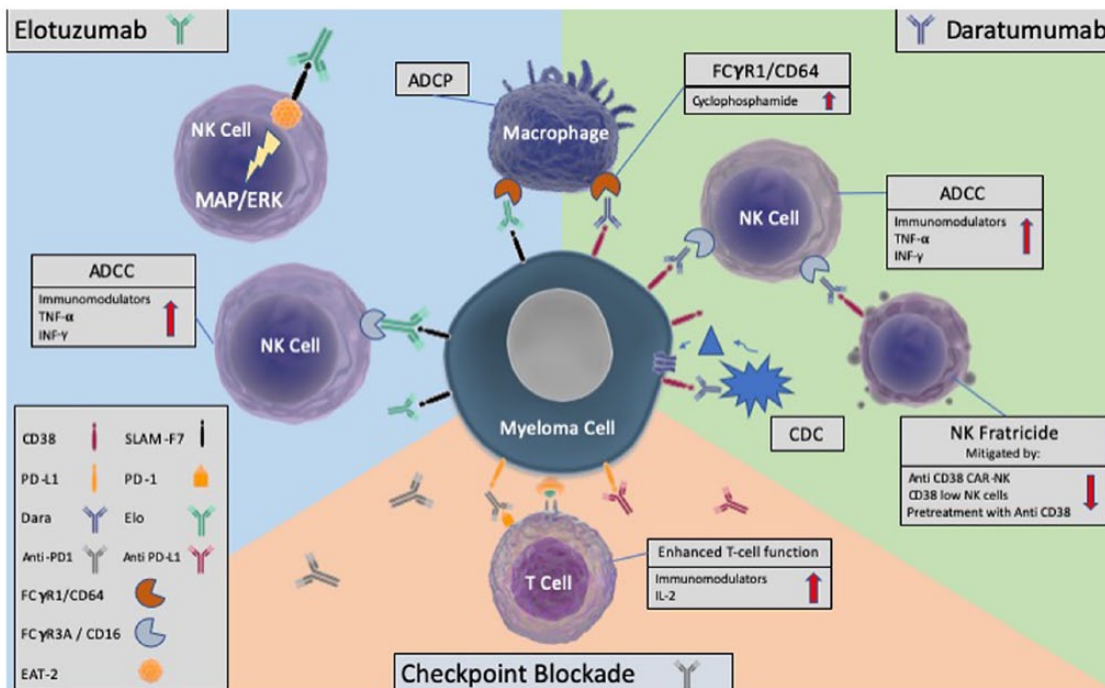 Elotuzumab
Daratumumab
ADCP
FCγR1/CD64
Cyclophosphamide
Macrophage
NK Cell
MAP/ERK
NK Cell
ADCC
Immunomodulators
TNF-α
INF-γ
ADCC
Immunomodulators
TNF-α
INF-γ
NK Cell
Myeloma Cell
CDC
NK Fratricide
Mitigated by:
Anti CD38 CAR-NK
CD38 low NK cells
Pretreatment with Anti CD38
CD38 SLAM-F7
PD-L1 PD-1
Dara Elo
Anti-PD1 Anti PD-L1
FCγR1/CD64
FCγR3A / CD16
EAT-2
T Cell
Enhanced T-cell function
Immunomodulators
IL-2
Checkpoint Blockade